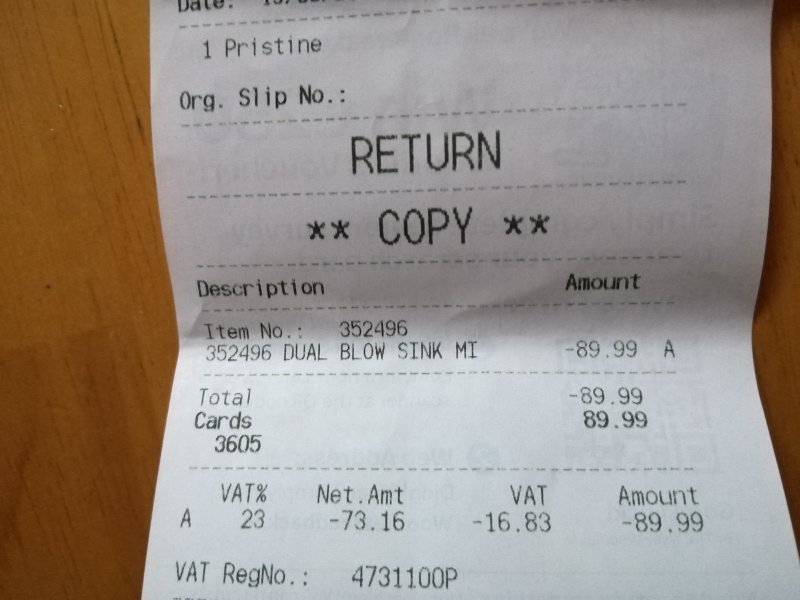 Date:
1 Pristine
Org. Slip No.:
RETURN
** COPY **
Description Amount
Item No.: 352496
352496 DUAL BLOW SINK MI -89.99 A
Total -89.99
Cards 89.99
3605
VAT% Net.Amt VAT Amount
A 23 -73.16 -16.83 -89.99
VAT RegNo.: 4731100P